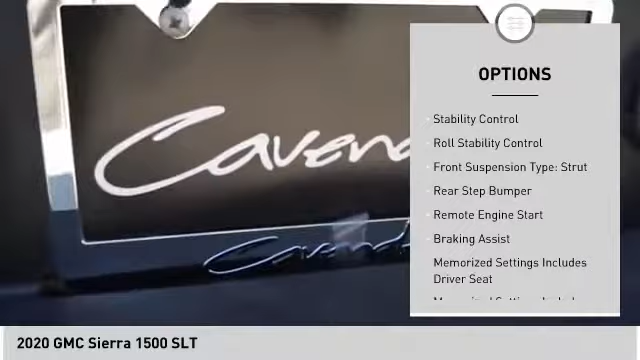 OPTIONS
Stability Control
Roll Stability Control
Front Suspension Type: Strut
Rear Step Bumper
Remote Engine Start
Braking Assist
Memorized Settings Includes
Driver Seat
2020 GMC Sierra 1500 SLT